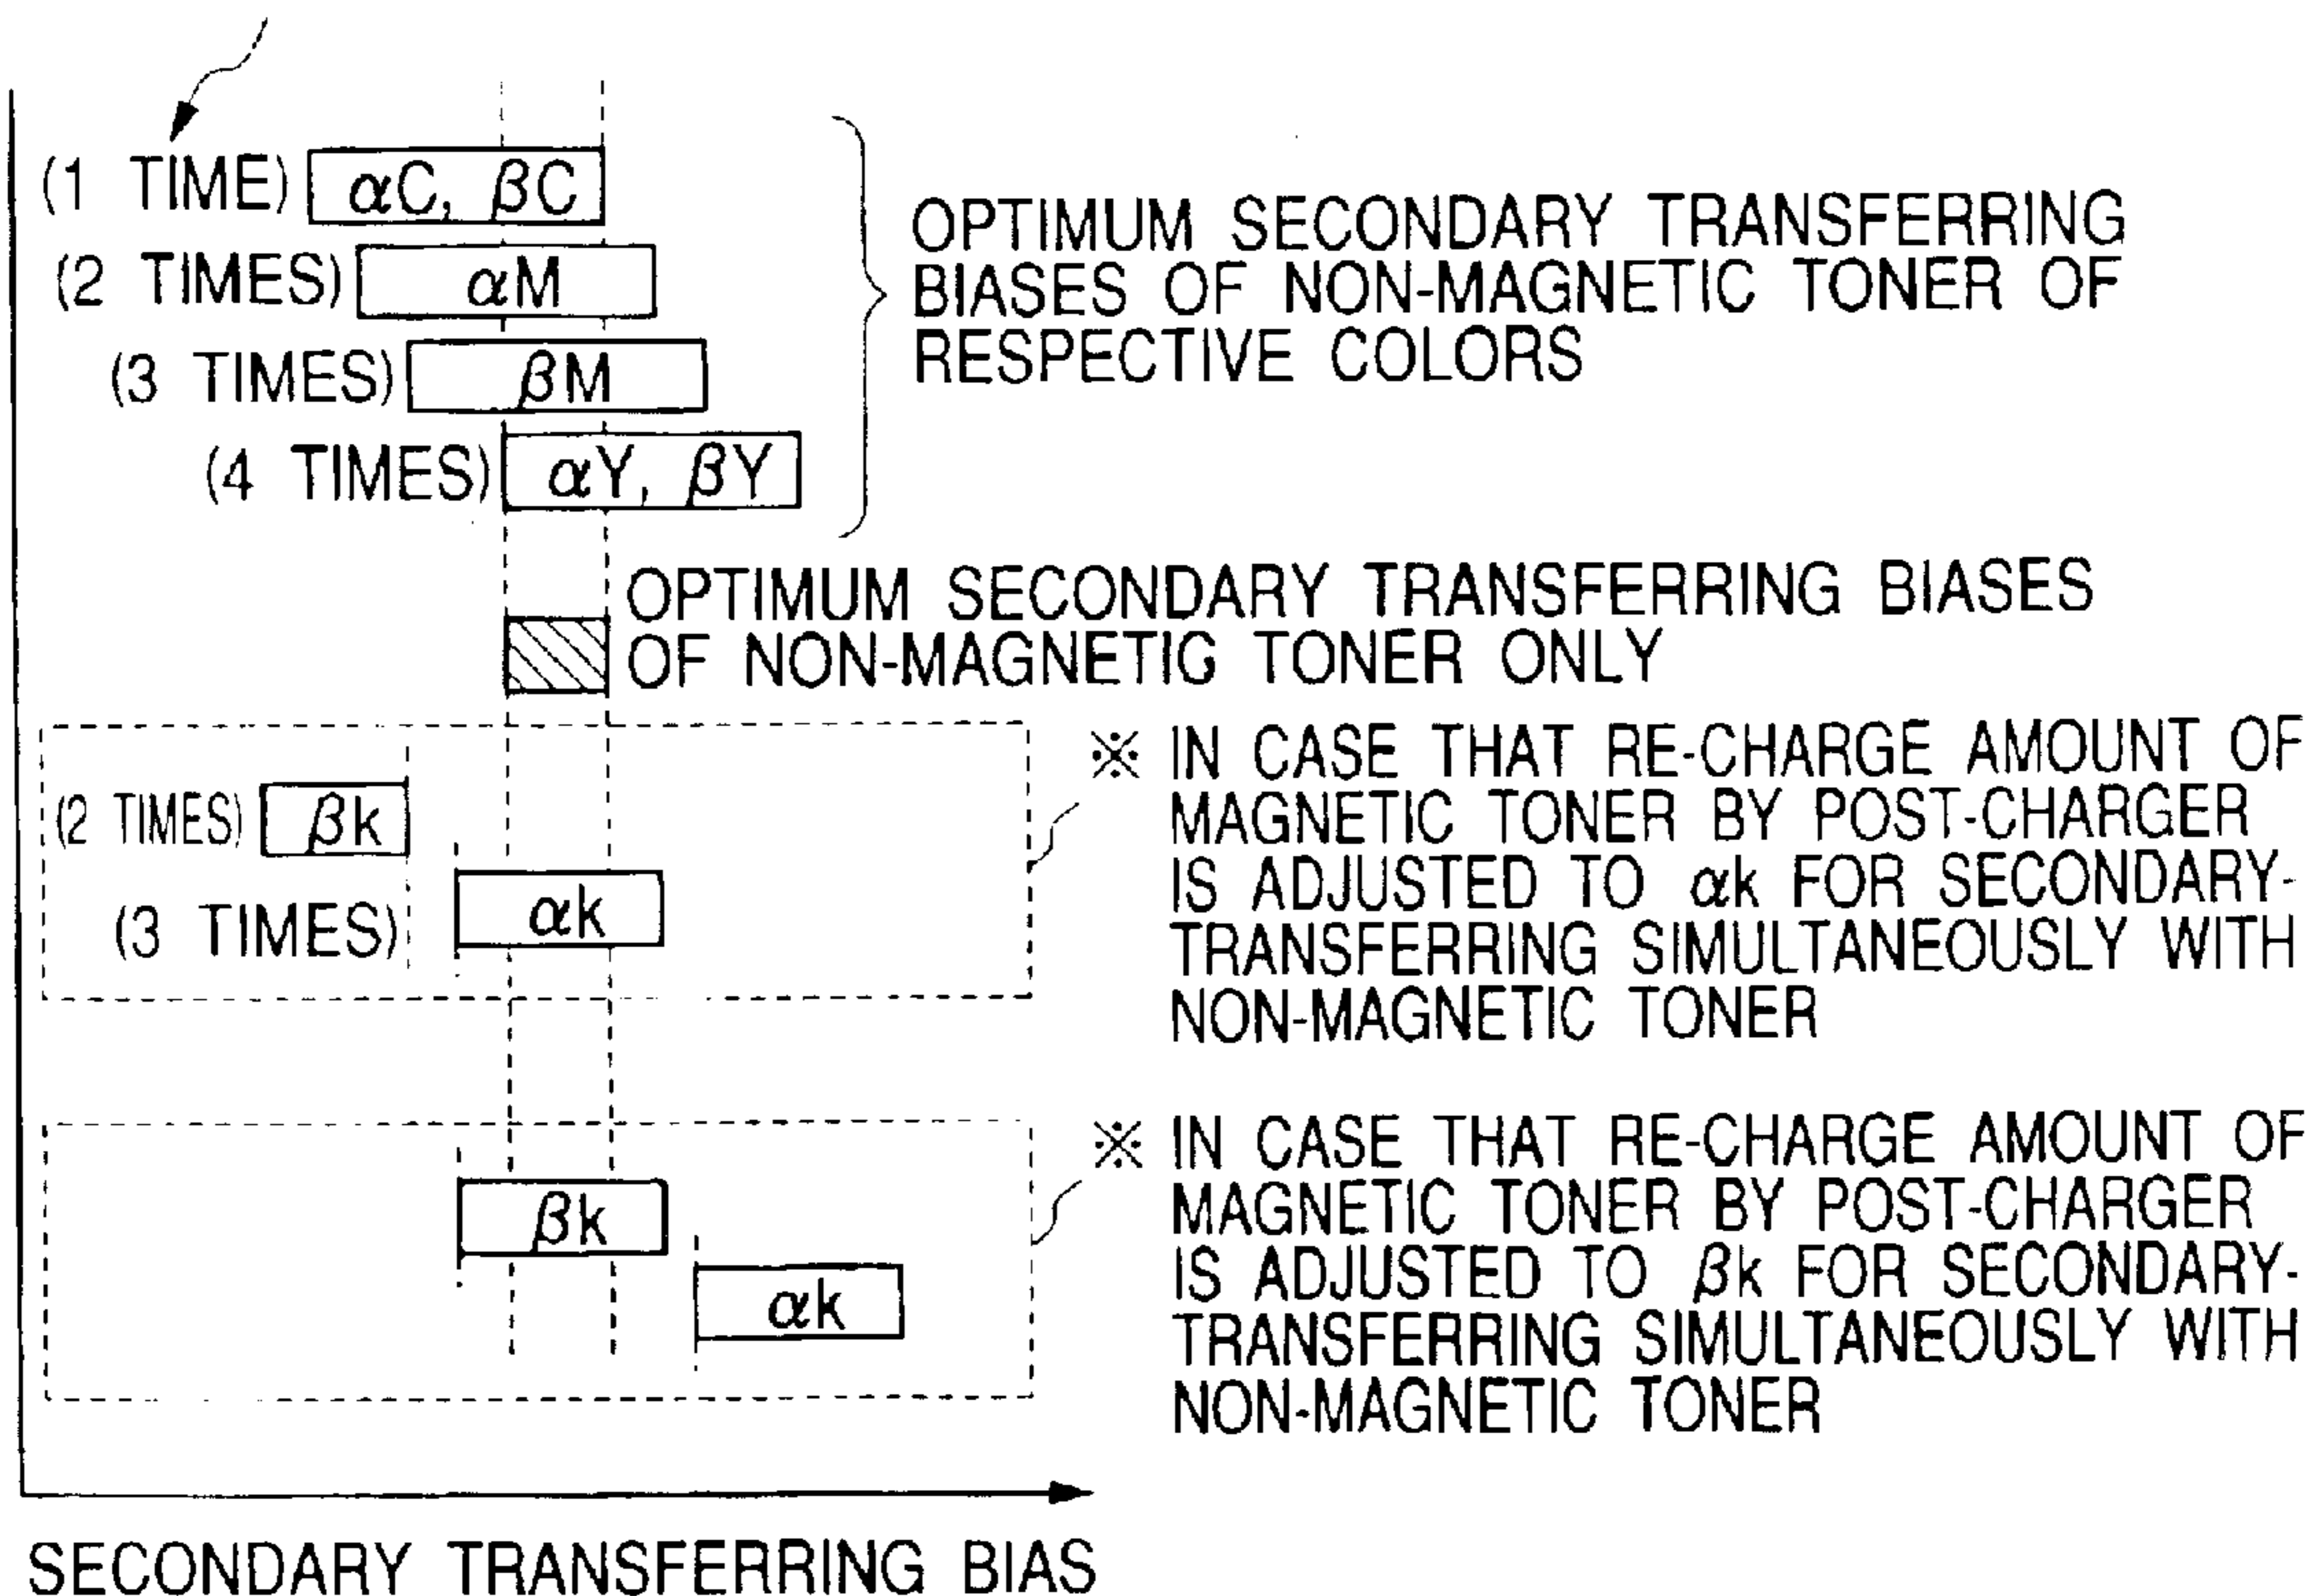 (1 TIME) αC, βC
(2 TIMES) αM
(3 TIMES) βM
(4 TIMES) αY, βY
OPTIMUM SECONDARY TRANSFERRING
BIASES OF NON-MAGNETIC TONER OF
RESPECTIVE COLORS
OPTIMUM SECONDARY TRANSFERRING BIASES
OF NON-MAGNETIC TONER ONLY
(2 TIMES) βk
(3 TIMES) αk
※ IN CASE THAT RE-CHARGE AMOUNT OF
MAGNETIC TONER BY POST-CHARGER
IS ADJUSTED TO αk FOR SECONDARY-
TRANSFERRING SIMULTANEOUSLY WITH
NON-MAGNETIC TONER
βk
αk
※ IN CASE THAT RE-CHARGE AMOUNT OF
MAGNETIC TONER BY POST-CHARGER
IS ADJUSTED TO βk FOR SECONDARY-
TRANSFERRING SIMULTANEOUSLY WITH
NON-MAGNETIC TONER
SECONDARY TRANSFERRING BIAS